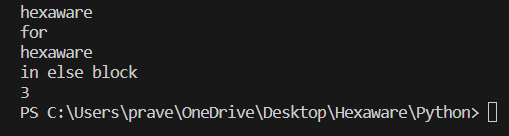 hexaware
for
hexaware
in else block
3
PS C:\Users\prave\OneDrive\Desktop\Hexaware\Python>